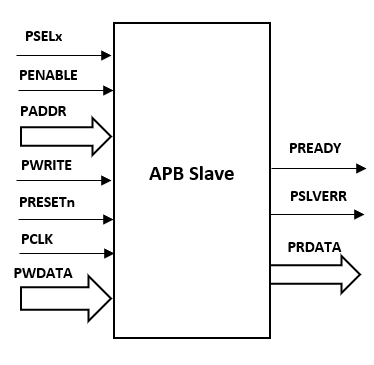 PSELx
PENABLE
PADDR
PWRITE
PRESETn
PCLK
PWDATA
APB Slave
PREADY
PSLVERR
PRDATA